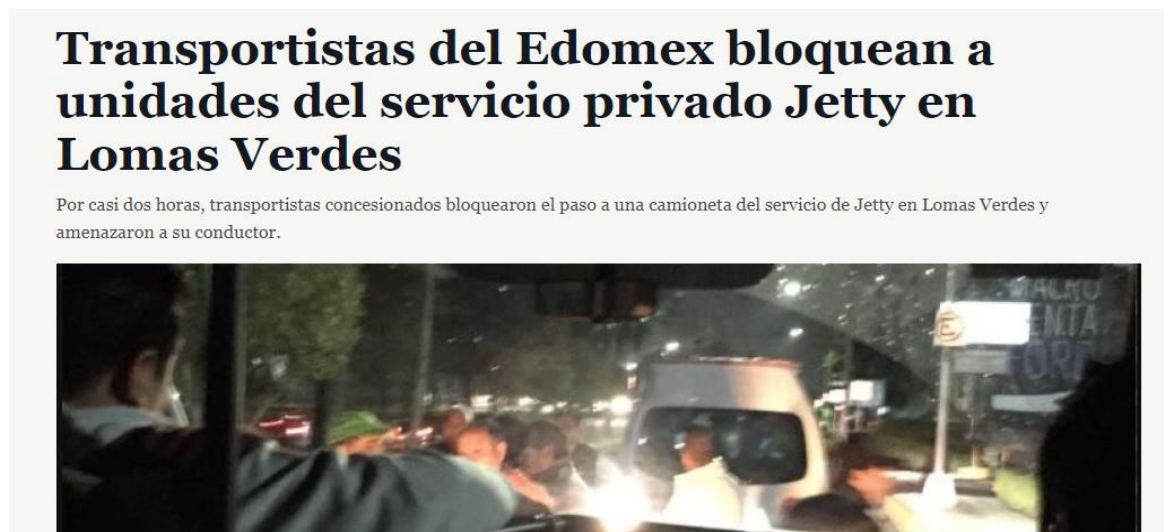 Transportistas del Edomex bloquean a
unidades del servicio privado Jetty en
Lomas Verdes
Por casi dos horas, transportistas concesionados bloquearon el paso a una camioneta del servicio de Jetty en Lomas Verdes y
amenazaron a su conductor.
E